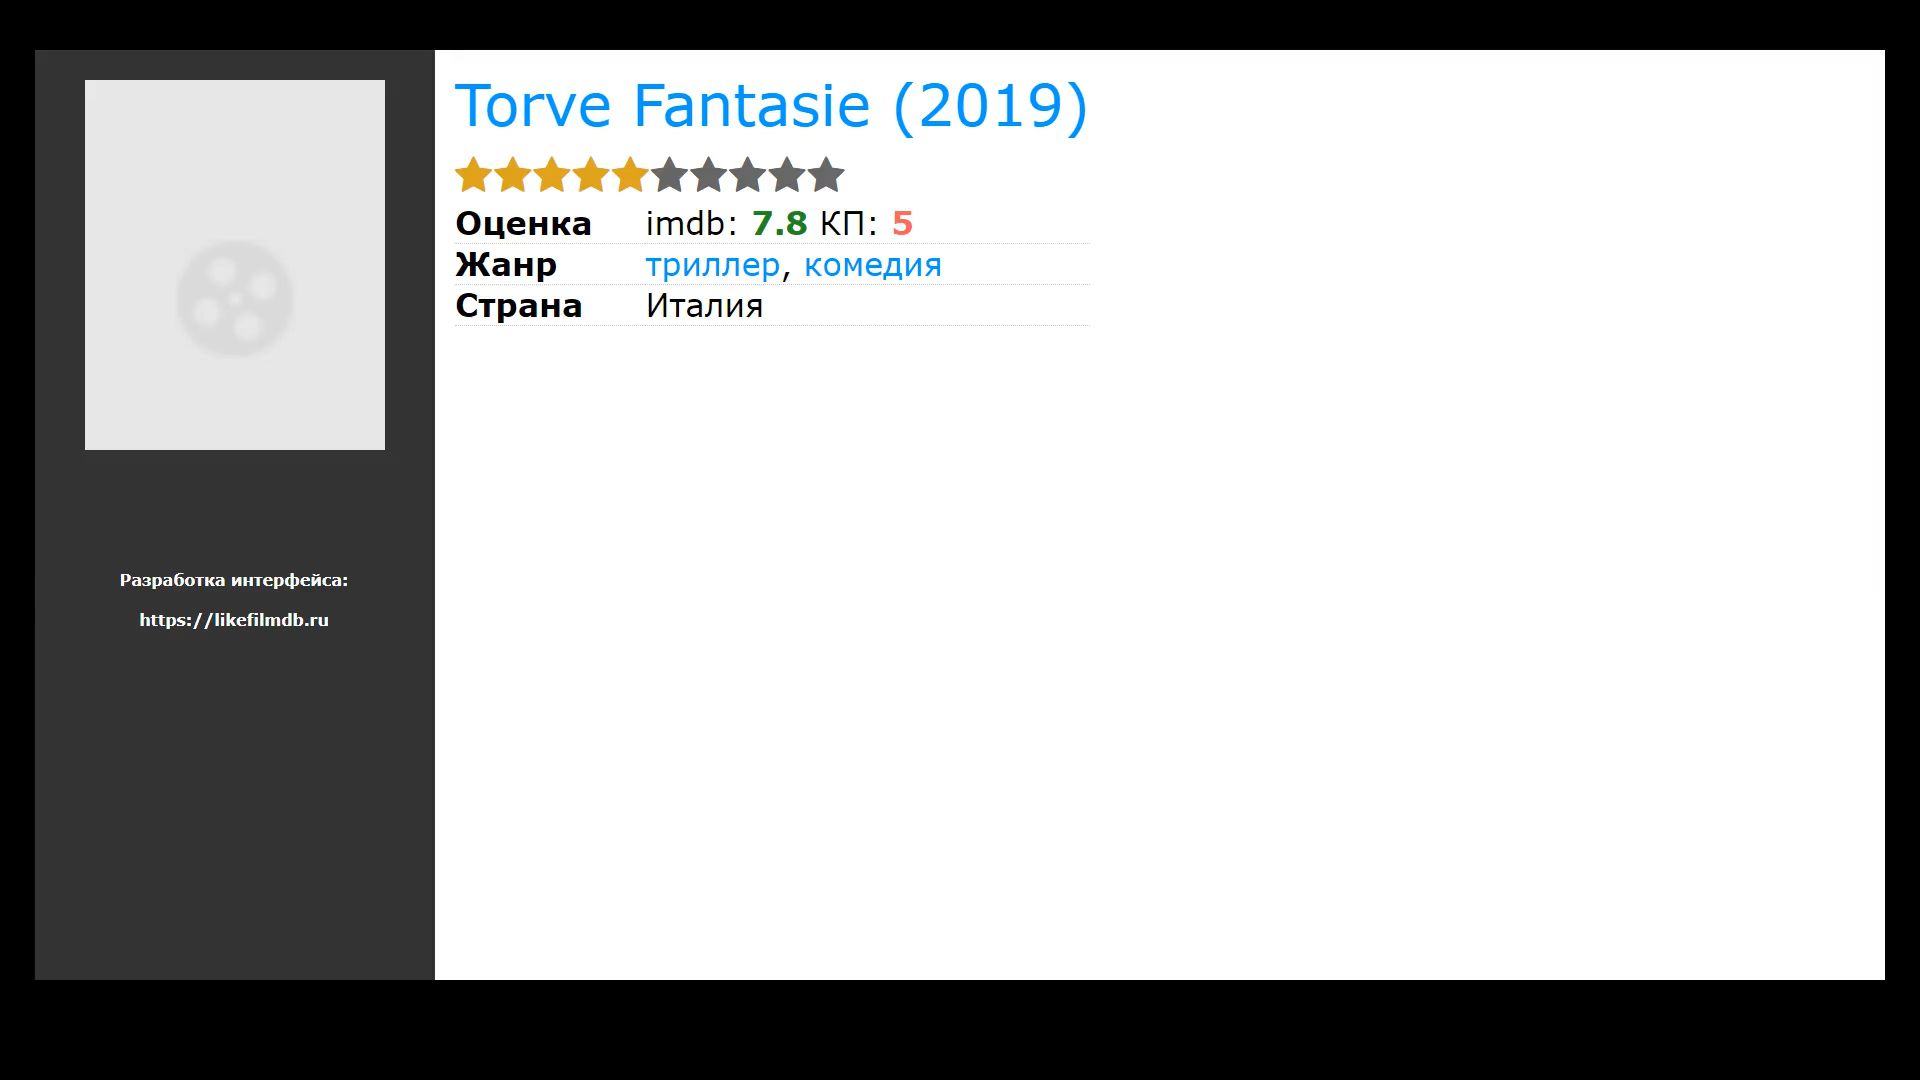 Torve Fantasie (2019)
Оценка imdb: 7.8 КП: 5
Жанр триллер, комедия
Страна Италия
Разработка интерфейса:
https://likefilmdb.ru